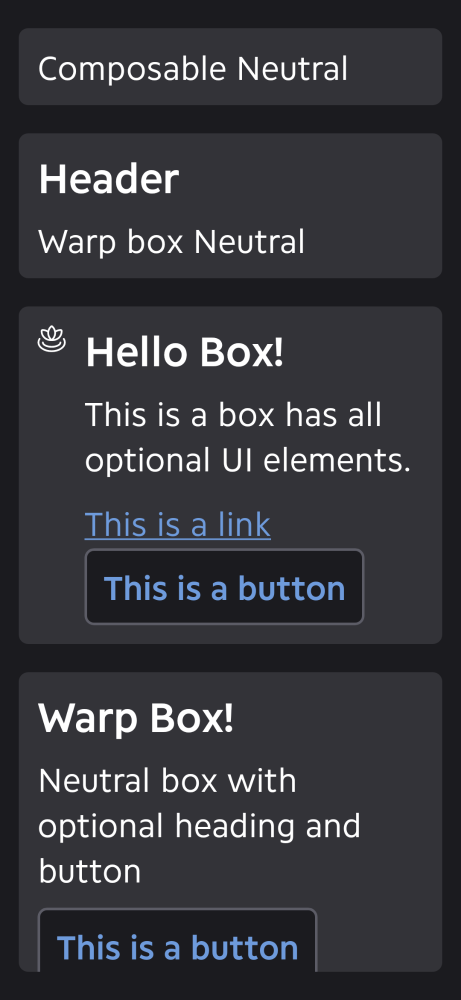 Composable Neutral
Header
Warp box Neutral
Hello Box!
This is a box has all
optional UI elements.
This is a link
This is a button
Warp Box!
Neutral box with
optional heading and
button
This is a button